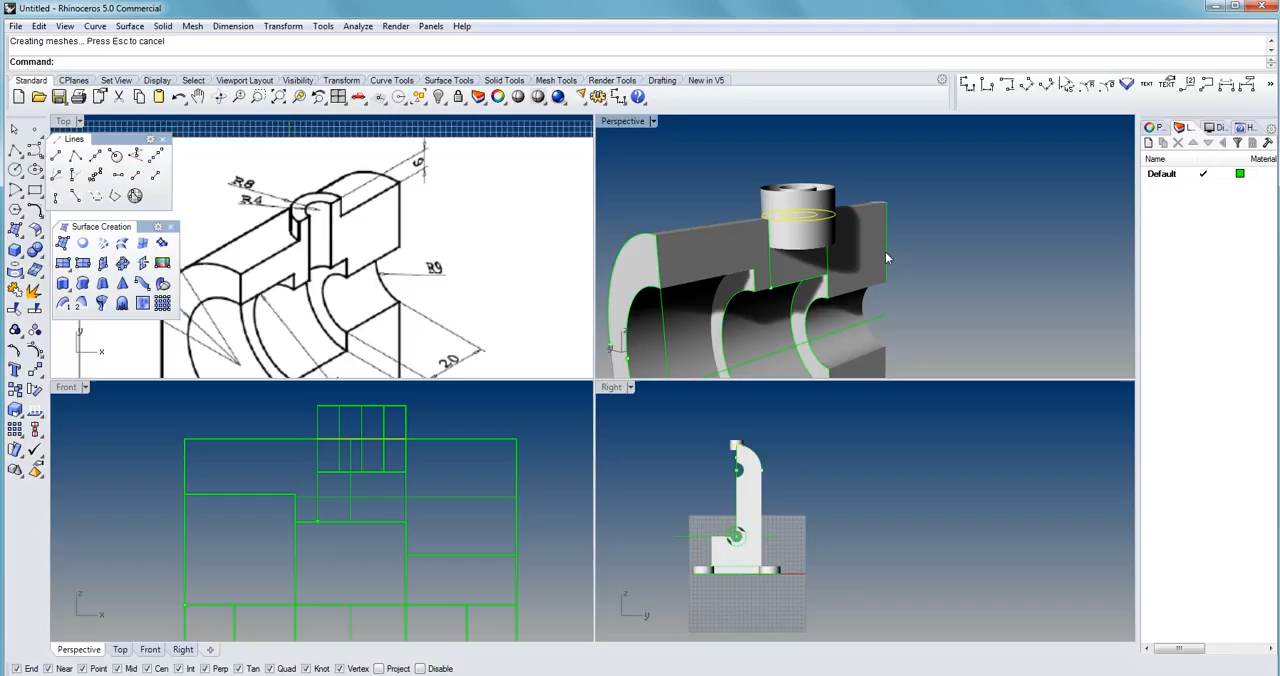 Untitled - Rhinoceros 5.0 Commercial
File Edit View Curve Surface Solid Mesh Dimension Transform Tools Analyze Render Panels Help
Creating meshes... Press Esc to cancel
Command:
Standard CPlanes Set View Display Select Viewport Layout Visibility Transform Curve Tools Surface Tools Solid Tools Mesh Tools Render Tools Drafting New in V5
Top
Perspective
P... L... Di... H...
Lines
Name Material
Default
R8
R4
6
Surface Creation
R9
20
y
x
z
y
Front
Right
z
x
z
y
Perspective Top Front Right
End Near Point Mid Cen Int Perp Tan Quad Knot Vertex Project Disable